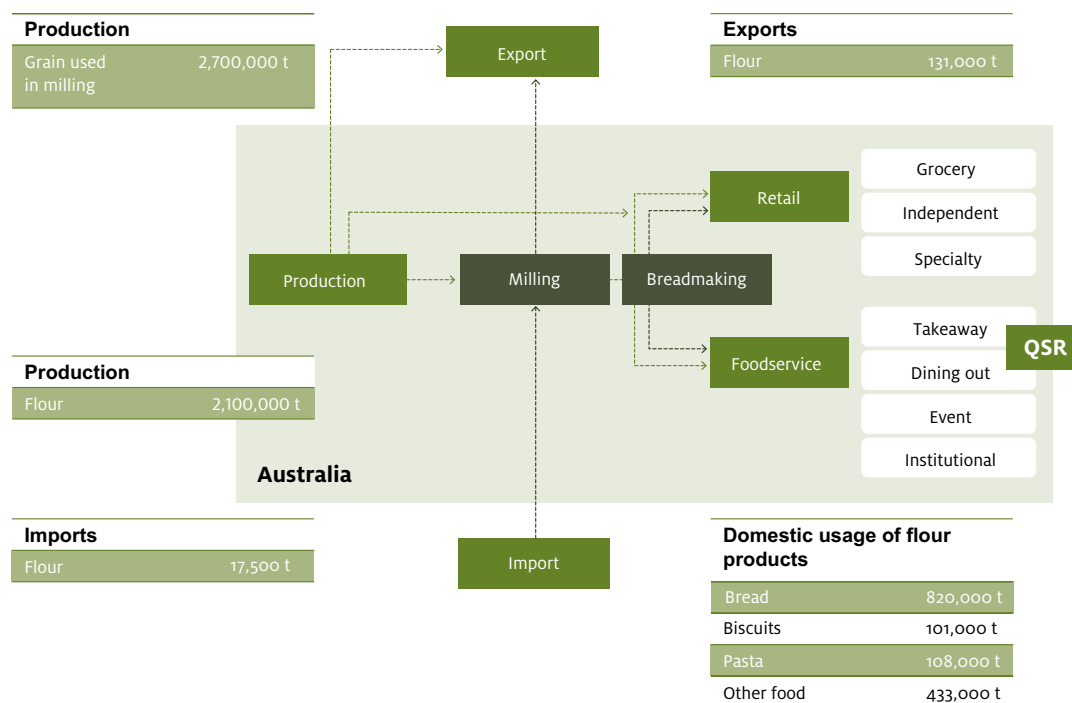 Production
Grain used 2,700,000 t
in milling
Export
Exports
Flour 131,000 t
Grocery
Retail
Independent
Specialty
Production
Milling
Breadmaking
Takeaway
QSR
Foodservice
Dining out
Event
Institutional
Production
Flour 2,100,000 t
Australia
Imports
Flour 17,500 t
Import
Domestic usage of flour
products
Bread 820,000 t
Biscuits 101,000 t
Pasta 108,000 t
Other food 433,000 t